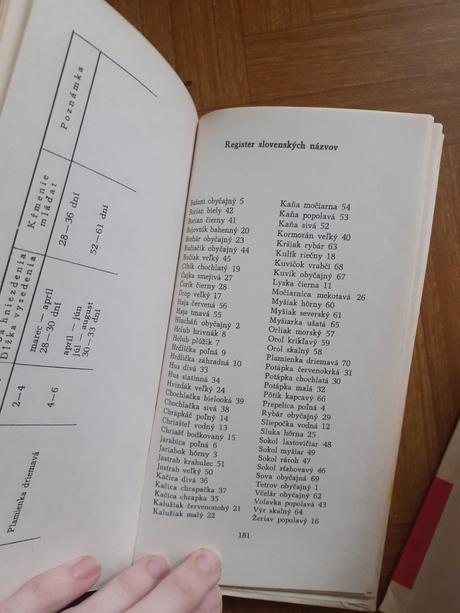 Poznámka
Kŕmenie
mláďat
28—36 dní
52—61 dní
hniezdenia
Dĺžka vysedenia
marec — apríl
28—30 dní
apríl — jún
júl — august
30—33 dní
2—4
4—6
Plamienka driemavá
Register slovenských názvov
Bažant obyčajný 5
Bocian biely 42
Bocian čierny 41
Bojovník bahenný 20
Brehár obyčajný 23
Bučiačik obyčajný 44
Bučiak veľký 45
Cíbik chochlatý 19
Čajka smejivá 27
Čorík čierny 28
Drop veľký 17
Haja červená 56
Haja tmavá 55
Hlucháň obyčajný 2
Holub hrivnák 8
Holub plúžik 7
Hrdlička poľná 9
Hrdlička záhradná 10
Hus divá 33
Hus siatinná 34
Hvizdák veľký 24
Chochlačka bielooká 39
Chochlačka sivá 38
Chrapkáč poľný 14
Chriašteľ vodný 13
Chriašť bodkovaný 15
Jarabica poľná 6
Jariabok hôrny 3
Jastrab krahulec 51
Jastrab veľký 50
Kačica divá 36
Kačica chrapačka 37
Kačica chrapka 35
Kalužiak červenonohý 21
Kalužiak malý 22
Kaňa močiarna 54
Kaňa popolavá 53
Kaňa sivá 52
Kormorán veľký 40
Kršiak rybár 63
Kulík riečny 18
Kuvičok vrabčí 68
Kuvik obyčajný 67
Lyska čierna 11
Močiarnica mekotavá 26
Myšiak hôrny 60
Myšiak severský 61
Myšiarka ušatá 65
Orliak morský 57
Orol krikľavý 59
Orol skalný 58
Plamienka driemavá 70
Potápka červenokrká 31
Potápka chochlatá 30
Potápka malá 32
Pôtik kapcavý 66
Prepelica poľná 4
Rybár obyčajný 29
Sliepočka vodná 12
Sluka hôrna 25
Sokol lastovičiar 48
Sokol myšiar 49
Sokol rároh 47
Sokol sťahovavý 46
Sova obyčajná 69
Tetrov obyčajný 1
Včelár obyčajný 62
Volavka popolavá 43
Výr skalný 64
Žeriav popolavý 16
181